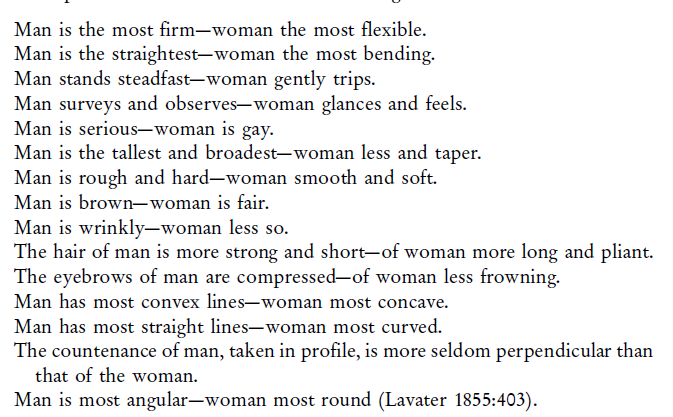 Man is the most firm—woman the most flexible.
Man is the straightest—woman the most bending.
Man stands steadfast—woman gently trips.
Man surveys and observes—woman glances and feels.
Man is serious—woman is gay.
Man is the tallest and broadest—woman less and taper.
Man is rough and hard—woman smooth and soft.
Man is brown—woman is fair.
Man is wrinkly—woman less so.
The hair of man is more strong and short—of woman more long and pliant.
The eyebrows of man are compressed—of woman less frowning.
Man has most convex lines—woman most concave.
Man has most straight lines—woman most curved.
The countenance of man, taken in profile, is more seldom perpendicular than
that of the woman.
Man is most angular—woman most round (Lavater 1855:403).